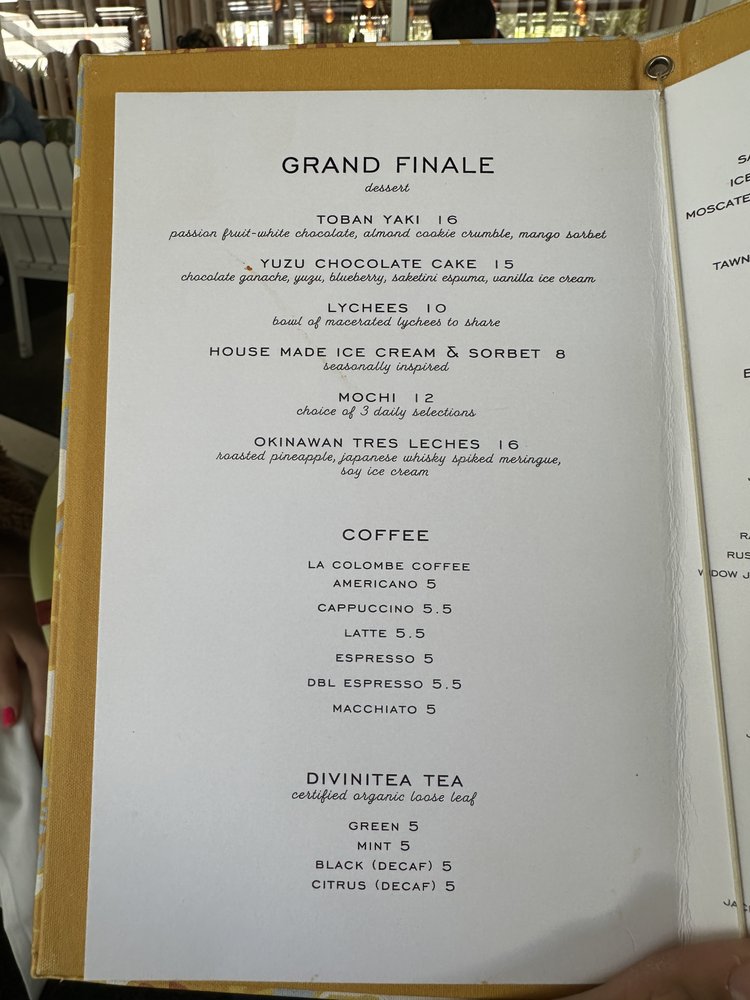 GRAND FINALE
dessert
TOBAN YAKI 16
passion fruit-white chocolate, almond cookie crumble, mango sorbet
YUZU CHOCOLATE CAKE 15
chocolate ganache, yuzu, blueberry, saketini espuma, vanilla ice cream
LYCHEES 10
bowl of macerated lychees to share
HOUSE MADE ICE CREAM & SORBET 8
seasonally inspired
MOCHI 12
choice of 3 daily selections
OKINAWAN TRES LECHES 16
roasted pineapple, japanese whisky spiked meringue,
soy ice cream
COFFEE
LA COLOMBE COFFEE
AMERICANO 5
CAPPUCCINO 5.5
LATTE 5.5
ESPRESSO 5
DBL ESPRESSO 5.5
MACCHIATO 5
DIVINITEA TEA
certified organic loose leaf
GREEN 5
MINT 5
BLACK (DECAF) 5
CITRUS (DECAF) 5